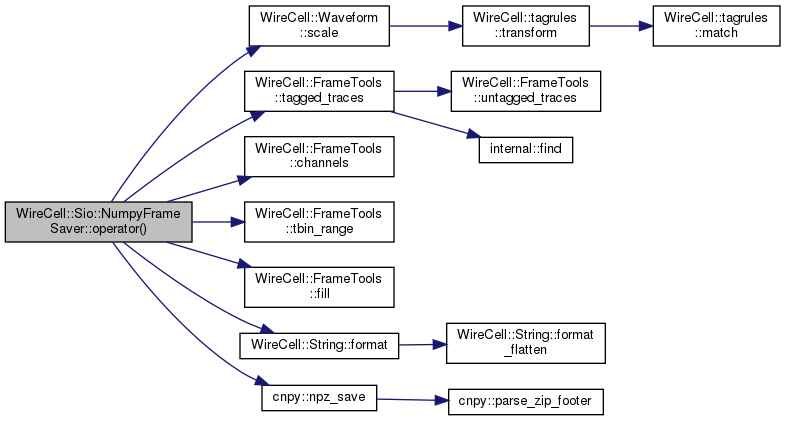 WireCell::Sio::NumpyFrame
Saver::operator()
WireCell::Waveform
::scale
WireCell::tagrules
::transform
WireCell::tagrules
::match
WireCell::FrameTools
::tagged_traces
WireCell::FrameTools
::untagged_traces
internal::find
WireCell::FrameTools
::channels
WireCell::FrameTools
::tbin_range
WireCell::FrameTools
::fill
WireCell::String::format
WireCell::String::format
_flatten
cnpy::npz_save
cnpy::parse_zip_footer